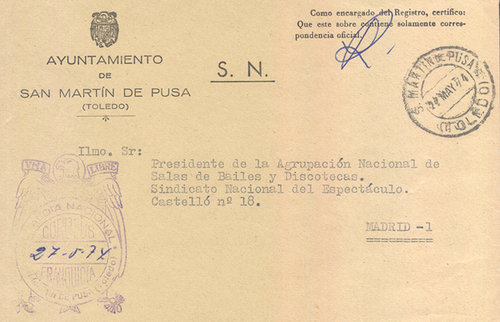 Como encargado del Registro, certifico:
Que este sobre contiene solamente corres-
pondencia oficial.
AYUNTAMIENTO
DE
SAN MARTÍN DE PUSA
(TOLEDO)
S. N.
S. MARTIN DE PUSA (TOLEDO)
MAY 74
Ilmo. Sr:
Presidente de la Agrupación Nacional de
Salas de Bailes y Discotecas.
Sindicato Nacional del Espectáculo.
Castelló nº 18.
MADRID -1
UNA LIBRE
NACIONAL
CORREOS
27-5-74
FRANQUICIA